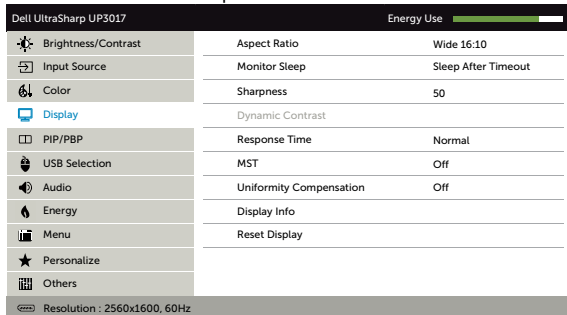 Dell UltraSharp UP3017 Energy Use
Brightness/Contrast Aspect Ratio Wide 16:10
Input Source Monitor Sleep Sleep After Timeout
Color Sharpness 50
Display Dynamic Contrast
PIP/PBP Response Time Normal
USB Selection MST Off
Audio Uniformity Compensation Off
Energy Display Info
Menu Reset Display
Personalize
Others
Resolution : 2560x1600, 60Hz